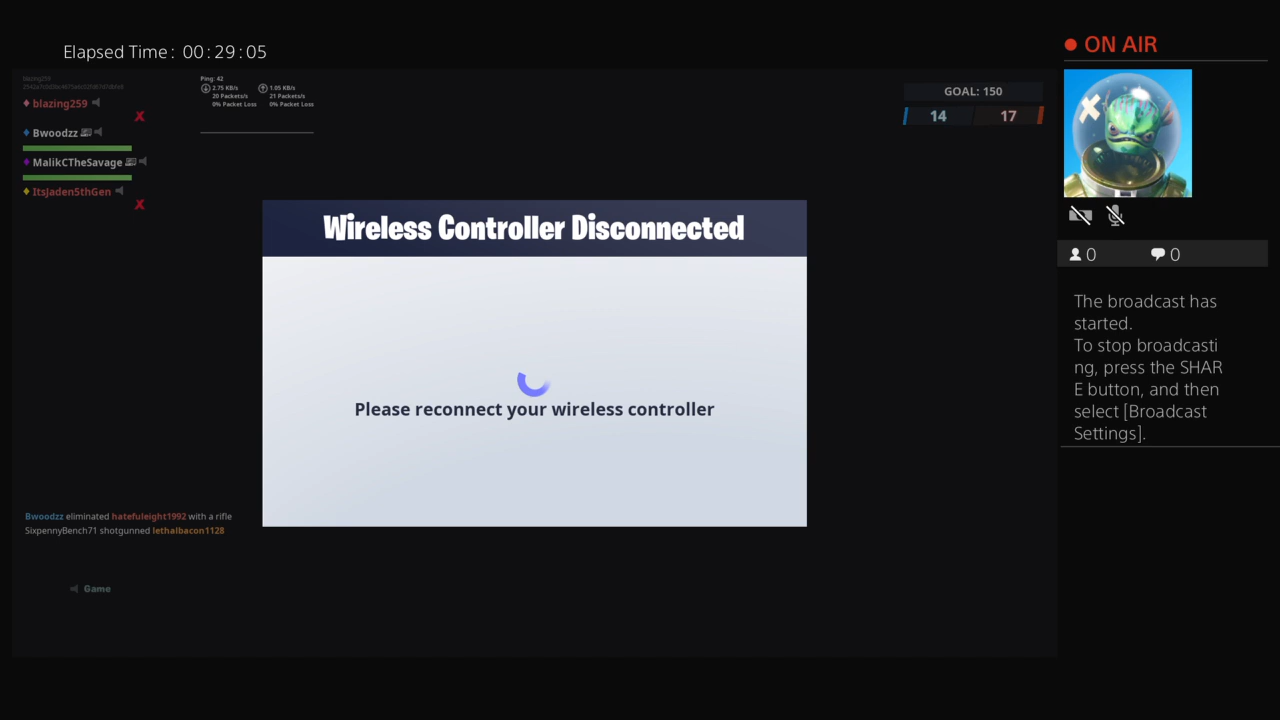 Elapsed Time: 00:29:05
ON AIR
blazing259
Ping: 42
2.75 KB/s
20 Packets/s
0% Packet Loss
1.05 KB/s
21 Packets/s
0% Packet Loss
blazing259
X
Bwoodzz
MalikCTheSavage
ItsJaden5thGen
X
GOAL: 150
14
17
Wireless Controller Disconnected
Please reconnect your wireless controller
0
0
The broadcast has
started.
To stop broadcasti
ng, press the SHAR
E button, and then
select [Broadcast
Settings].
Bwoodzz eliminated hatefuleight1992 with a rifle
SixpennyBench71 shotgunned lethalbacon1128
Game